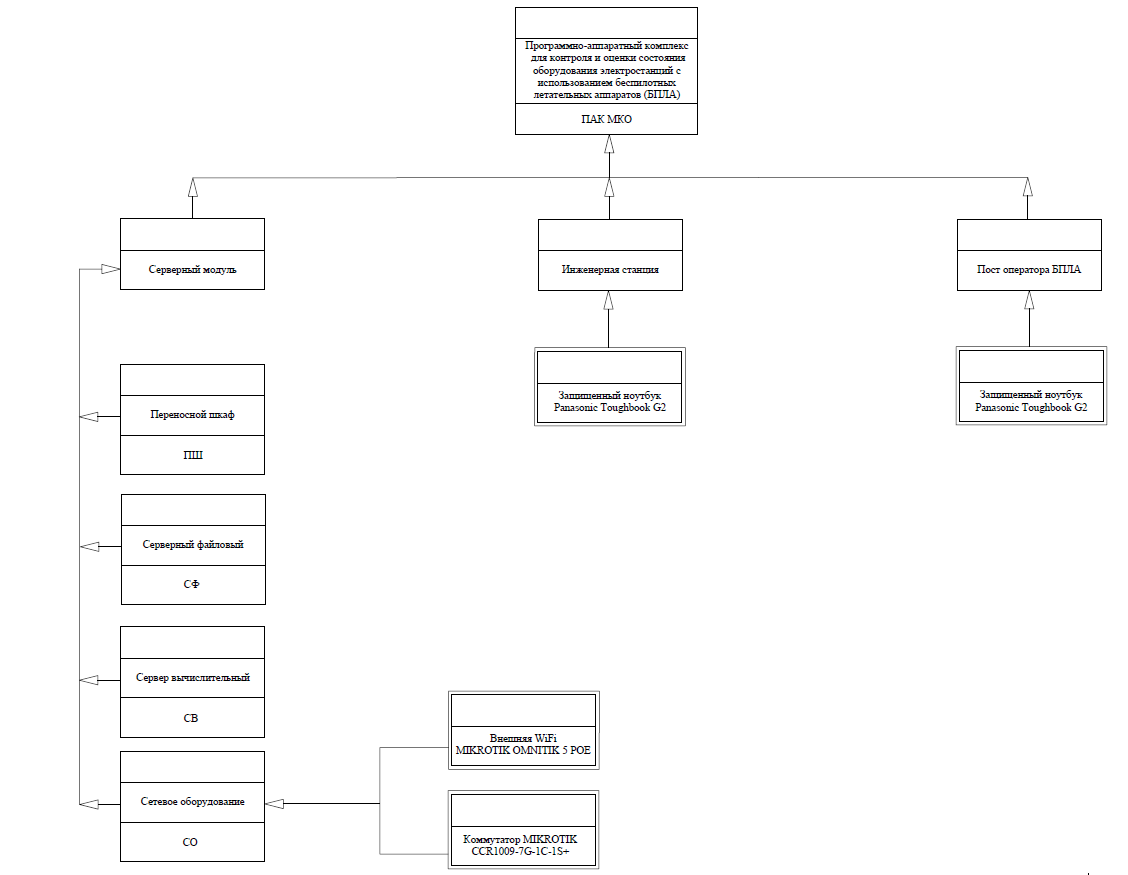 Программно-аппаратный комплекс
для контроля и оценки состояния
оборудования электростанций с
использованием беспилотных
летательных аппаратов (БПЛА)
ПАК МКО
Серверный модуль
Инженерная станция
Пост оператора БПЛА
Защищенный ноутбук
Panasonic Toughbook G2
Защищенный ноутбук
Panasonic Toughbook G2
Переносной шкаф
ПШ
Серверный файловый
СФ
Сервер вычислительный
СВ
Внешняя WiFi
MIKROTIK OMNITIK 5 POE
Сетевое оборудование
СО
Коммутатор MIKROTIK
CCR1009-7G-1C-1S+